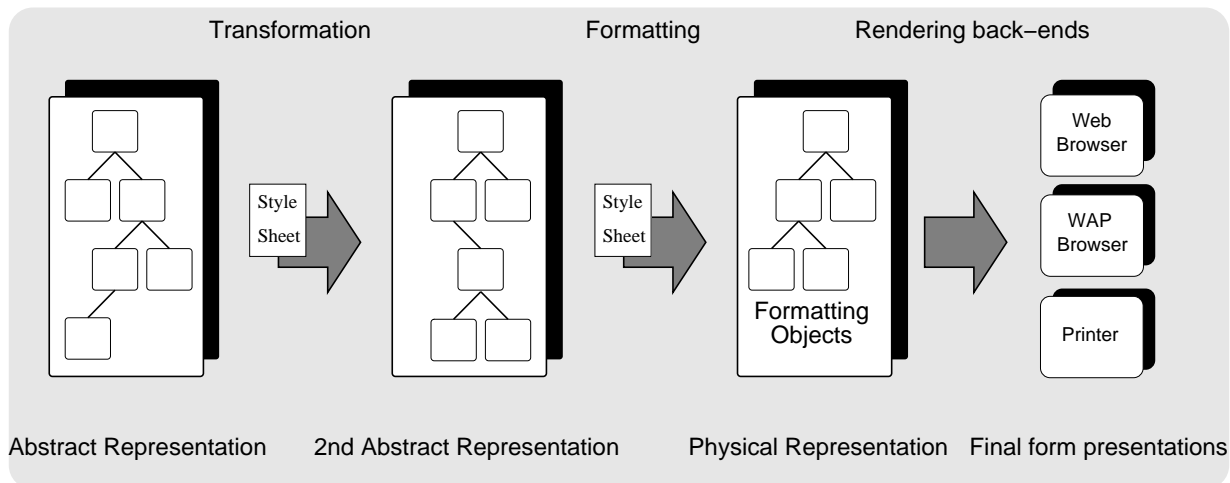 Transformation
Formatting
Rendering back−ends
Style
Sheet
Style
Sheet
Formatting
Objects
Web
Browser
WAP
Browser
Printer
Abstract Representation
2nd Abstract Representation
Physical Representation
Final form presentations